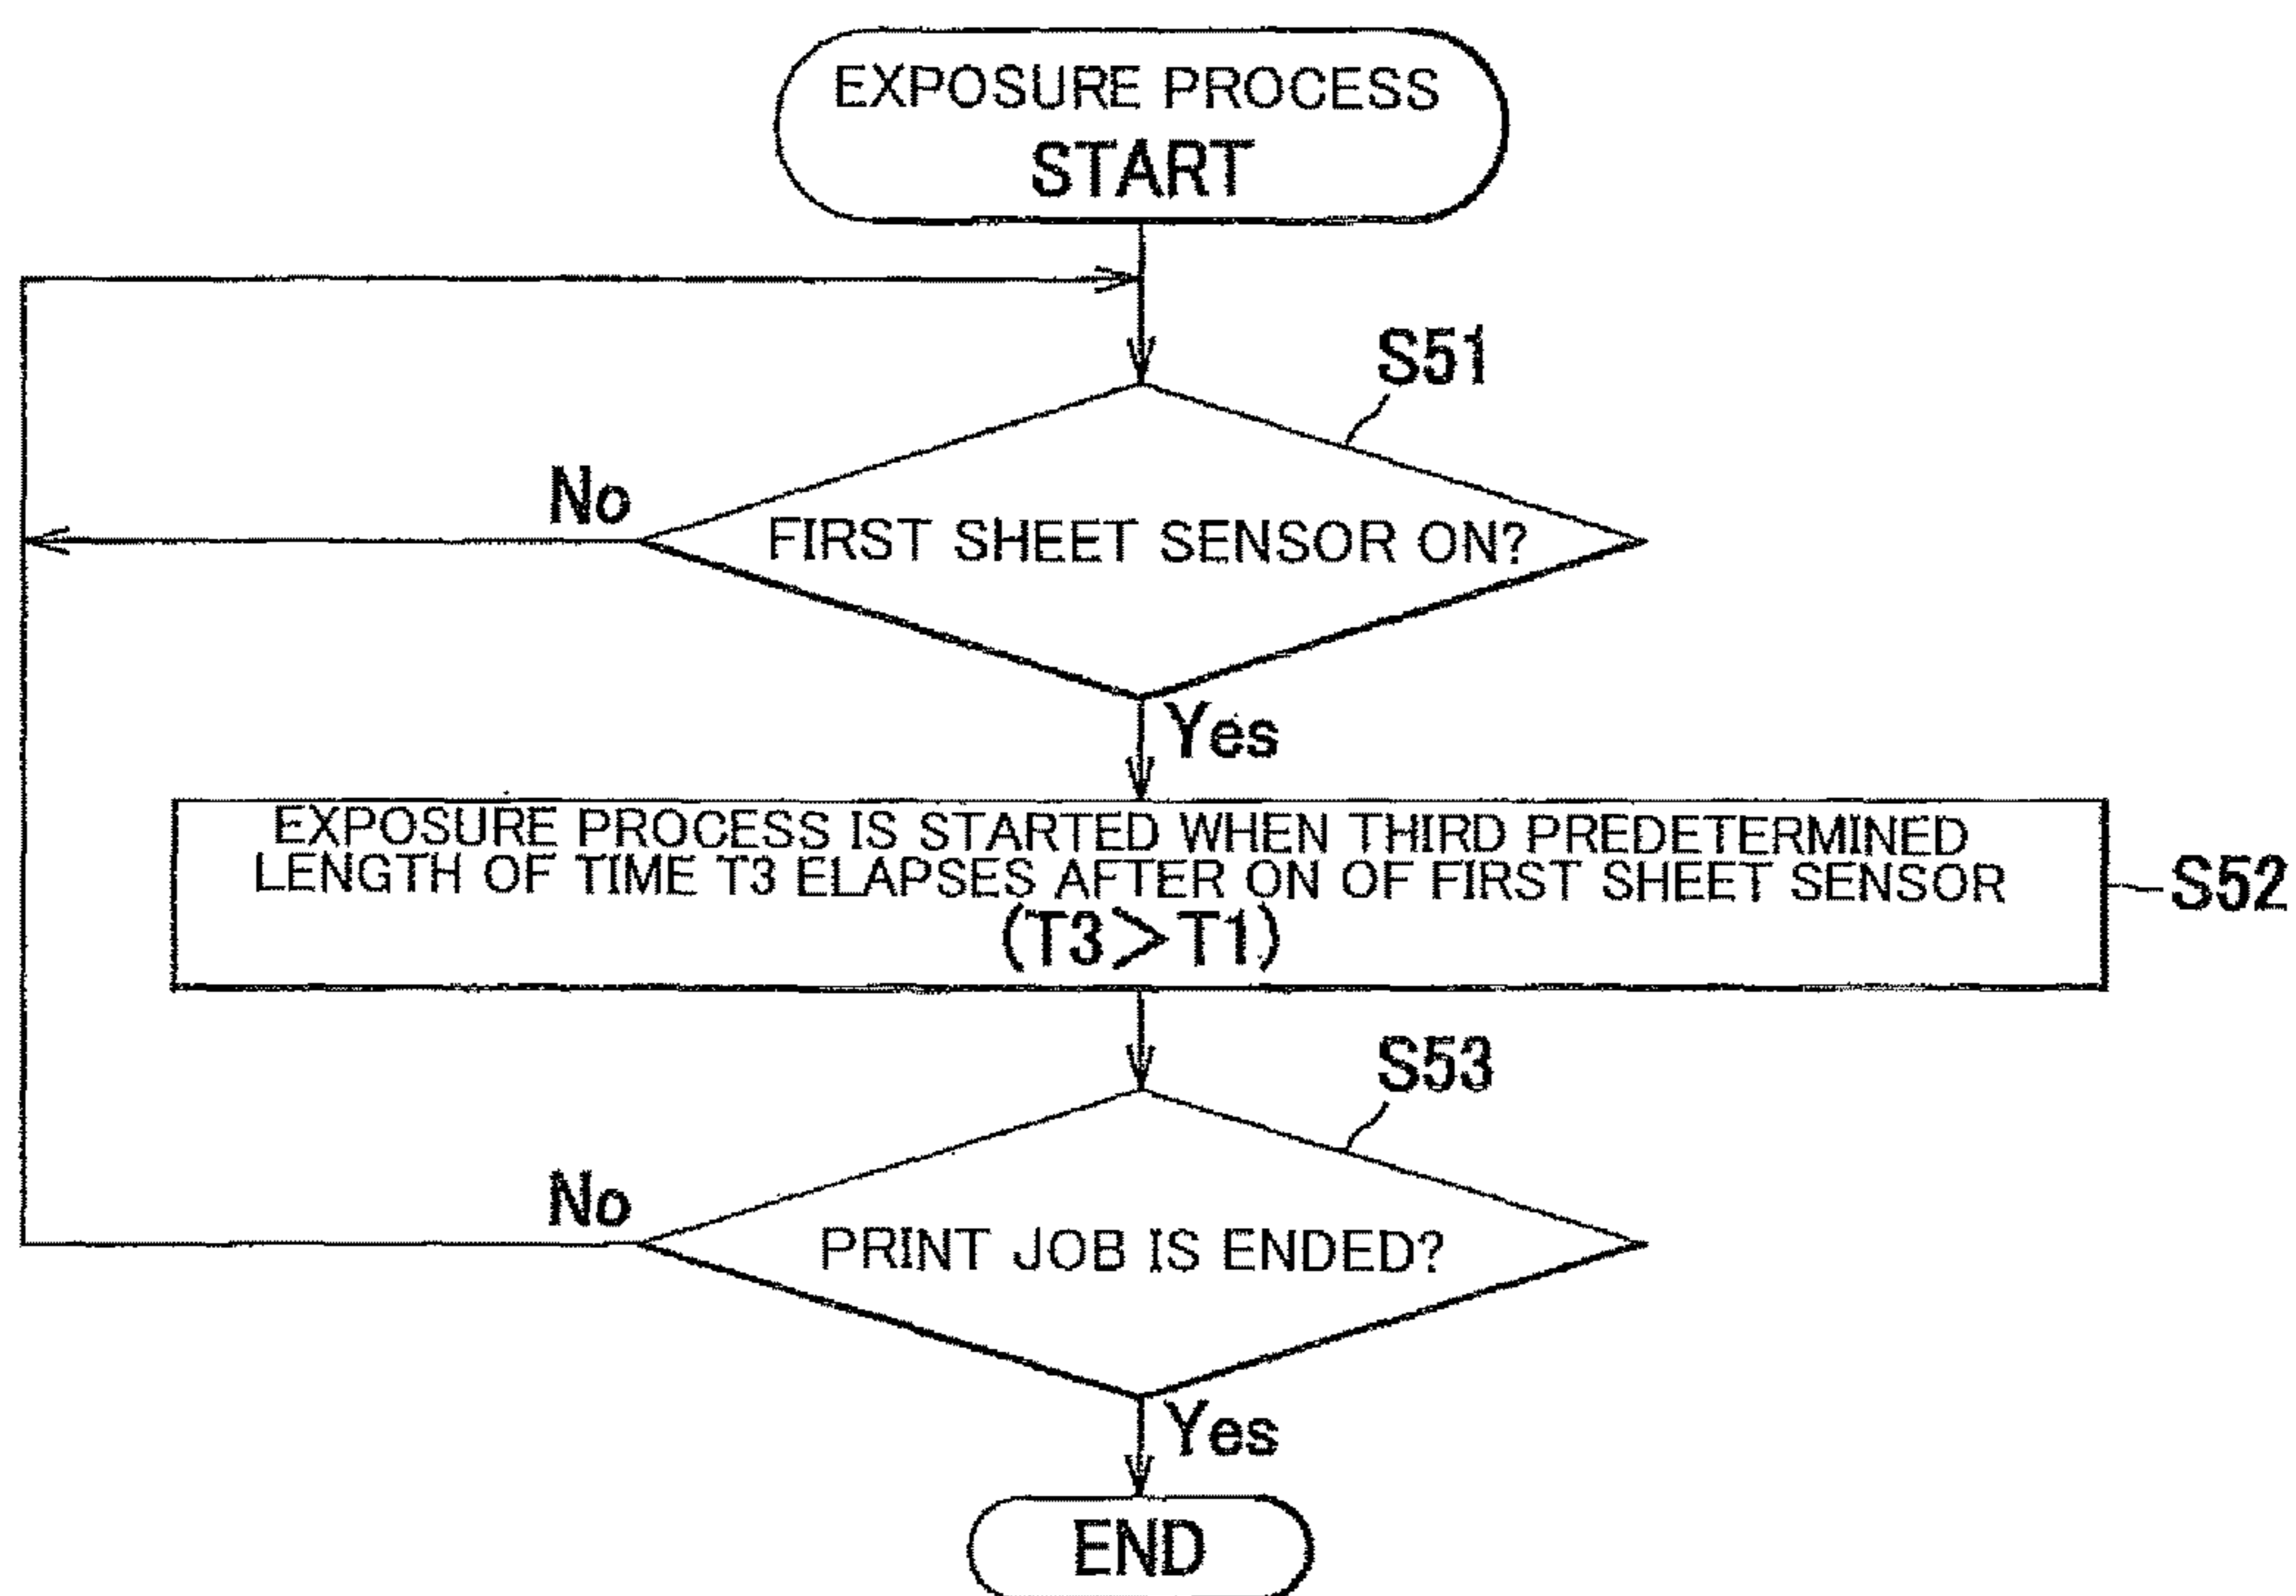 EXPOSURE PROCESS
START
S51
No
FIRST SHEET SENSOR ON?
Yes
EXPOSURE PROCESS IS STARTED WHEN THIRD PREDETERMINED
LENGTH OF TIME T3 ELAPSES AFTER ON OF FIRST SHEET SENSOR
(T3>T1)
S52
S53
No
PRINT JOB IS ENDED?
Yes
END